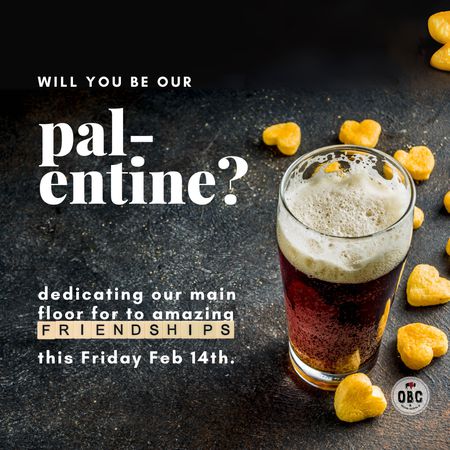 WILL YOU BE OUR
pal-
entine?
dedicating our main
floor for to amazing
FRIENDSHIPS
this Friday Feb 14th.
OBC